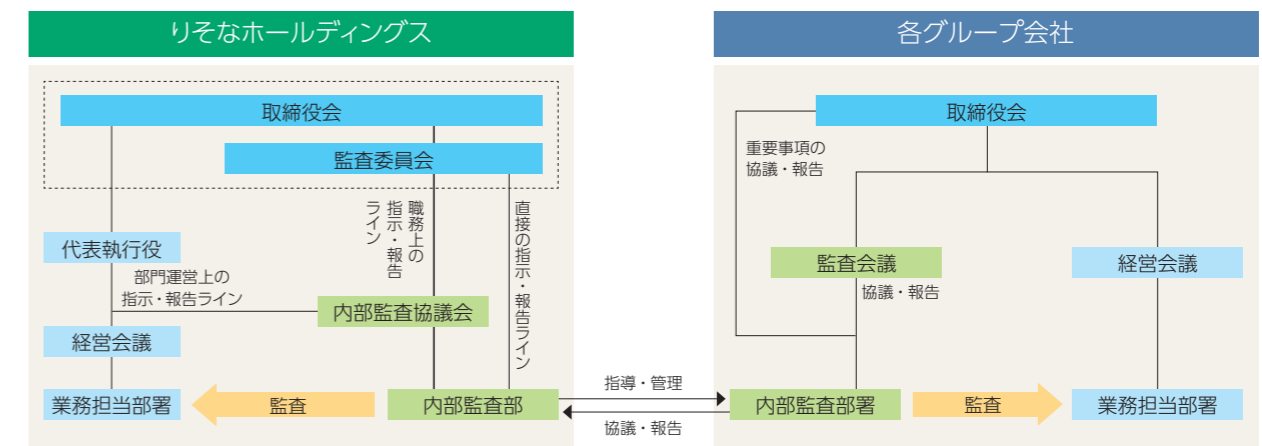 りそなホールディングス
取締役会
監査委員会
職務上の
指示・報告
ライン
直接の指示・報告ライン
代表執行役
部門運営上の
指示・報告ライン
内部監査協議会
経営会議
業務担当部署
監査
内部監査部
指導・管理
協議・報告
各グループ会社
取締役会
重要事項の
協議・報告
監査会議
協議・報告
経営会議
内部監査部署
監査
業務担当部署